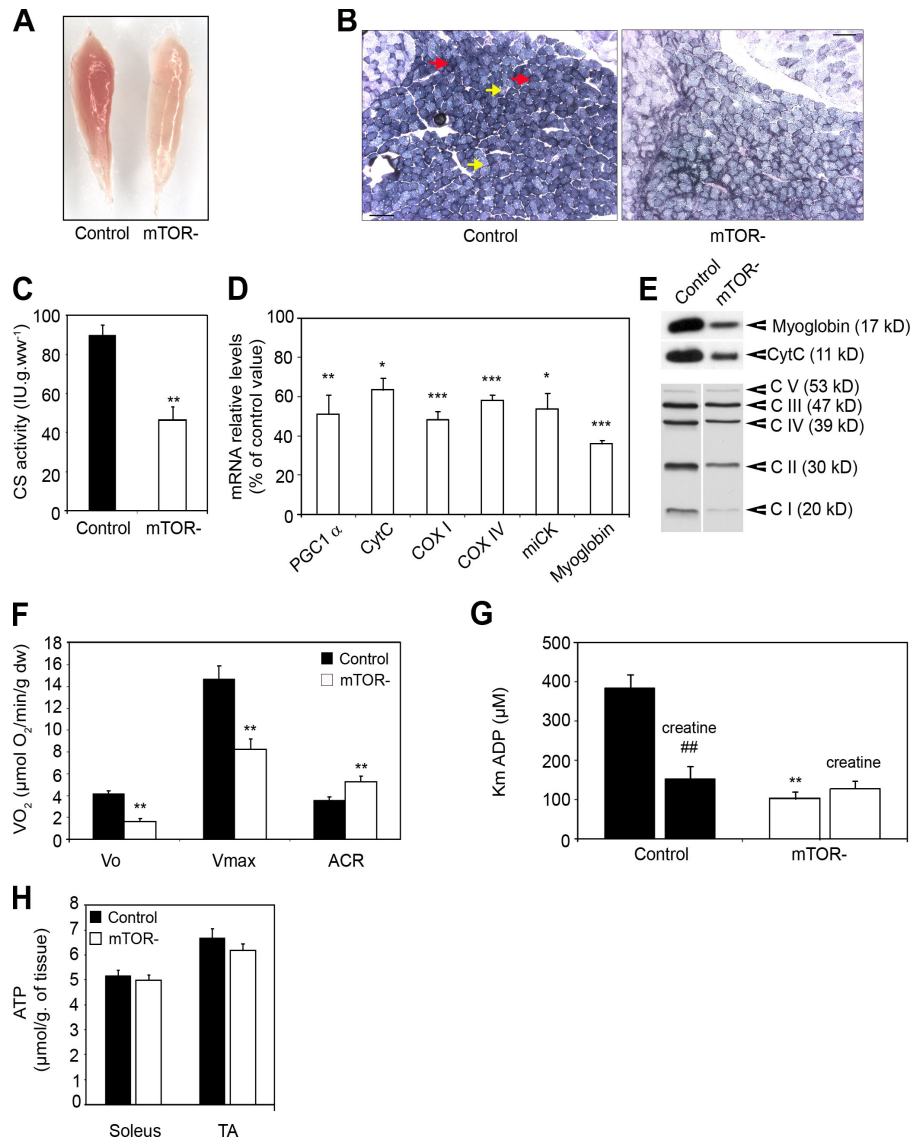 A
Control mTOR-
B
Control
mTOR-
C
CS activity (IU.g.ww⁻¹)
100
80
60
40
20
0
**
Control mTOR-
D
mRNA relative levels
(% of control value)
100
80
60
40
20
0
** * *** *** * ***
PGC1 α CytC COX I COX IV miCK Myoglobin
E
Control mTOR-
Myoglobin (17 kD)
CytC (11 kD)
C V (53 kD)
C III (47 kD)
C IV (39 kD)
C II (30 kD)
C I (20 kD)
F
VO₂ (µmol O₂/min/g dw)
18
16
14
12
10
8
6
4
2
0
Control
mTOR-
** ** **
Vo Vmax ACR
G
Km ADP (µM)
500
400
300
200
100
0
creatine
##
**
creatine
Control mTOR-
H
ATP
(µmol/g. of tissue)
8
7
6
5
4
3
2
1
0
Control
mTOR-
Soleus TA